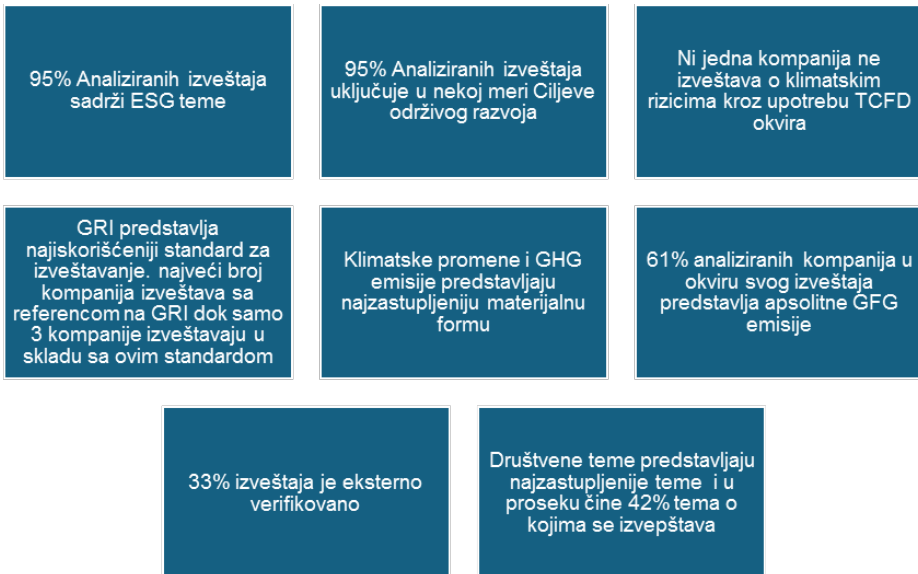 95% Analiziranih izveštaja
sadrži ESG teme
95% Analiziranih izveštaja
uključuje u nekoj meri Ciljeve
održivog razvoja
Ni jedna kompanija ne
izveštava o klimatskim
rizicima kroz upotrebu TCFD
okvira
GRI predstavlja
najiskorišćeniji standard za
izveštavanje. najveći broj
kompanija izveštava sa
referencom na GRI dok samo
3 kompanije izveštavaju u
skladu sa ovim standardom
Klimatske promene i GHG
emisije predstavljaju
najzastupljeniju materijalnu
formu
61% analiziranih kompanija u
okviru svog izveštaja
predstavlja apsolitne GFG
emisije
33% izveštaja je eksterno
verifikovano
Društvene teme predstavljaju
najzastupljenije teme i u
proseku čine 42% tema o
kojima se izvepštava